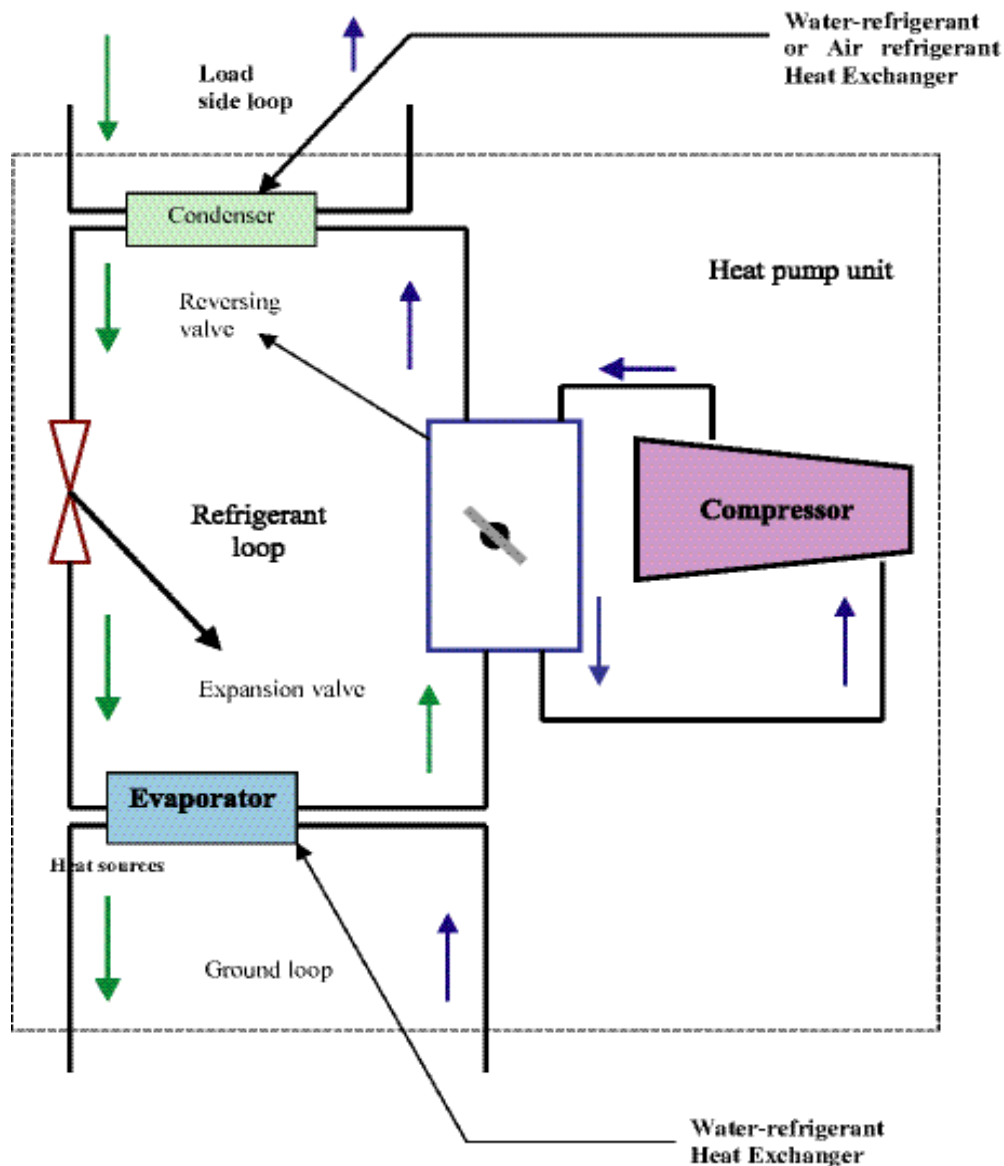 Water-refrigerant
or Air refrigerant
Heat Exchanger
Load
side loop
Condenser
Heat pump unit
Reversing
valve
Compressor
Refrigerant
loop
Expansion valve
Evaporator
Heat sources
Ground loop
Water-refrigerant
Heat Exchanger